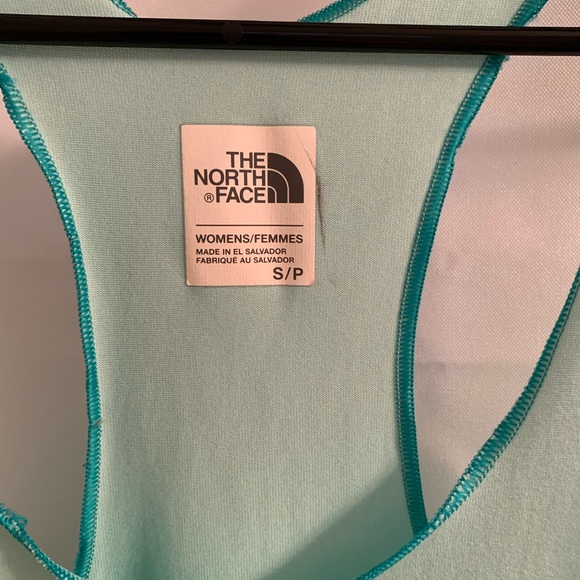 THE
NORTH
® FACE
WOMENS/FEMMES
MADE IN EL SALVADOR
FABRIQUÉ AU SALVADOR
S/P